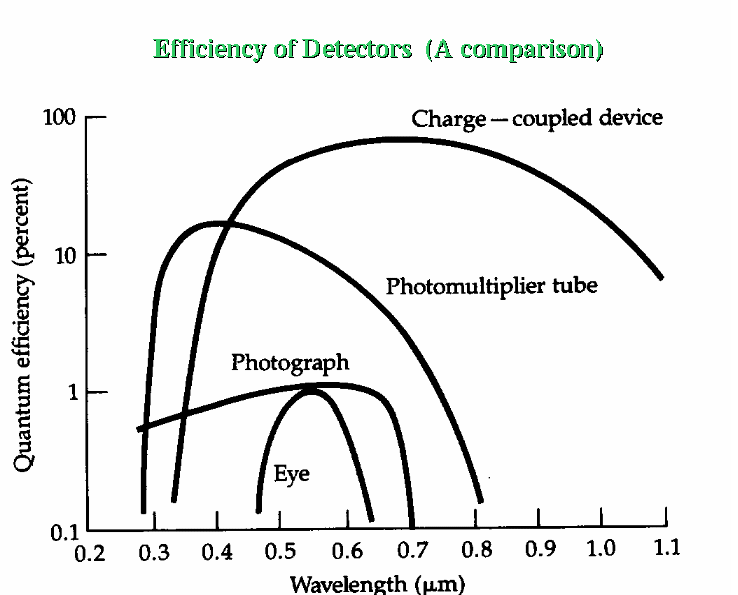 Efficiency of Detectors (A comparison)
Charge – coupled device
Photomultiplier tube
Photograph
Eye
Quantum efficiency (percent)
100
10
1
0.1
0.2 0.3 0.4 0.5 0.6 0.7 0.8 0.9 1.0 1.1
Wavelength (μm)